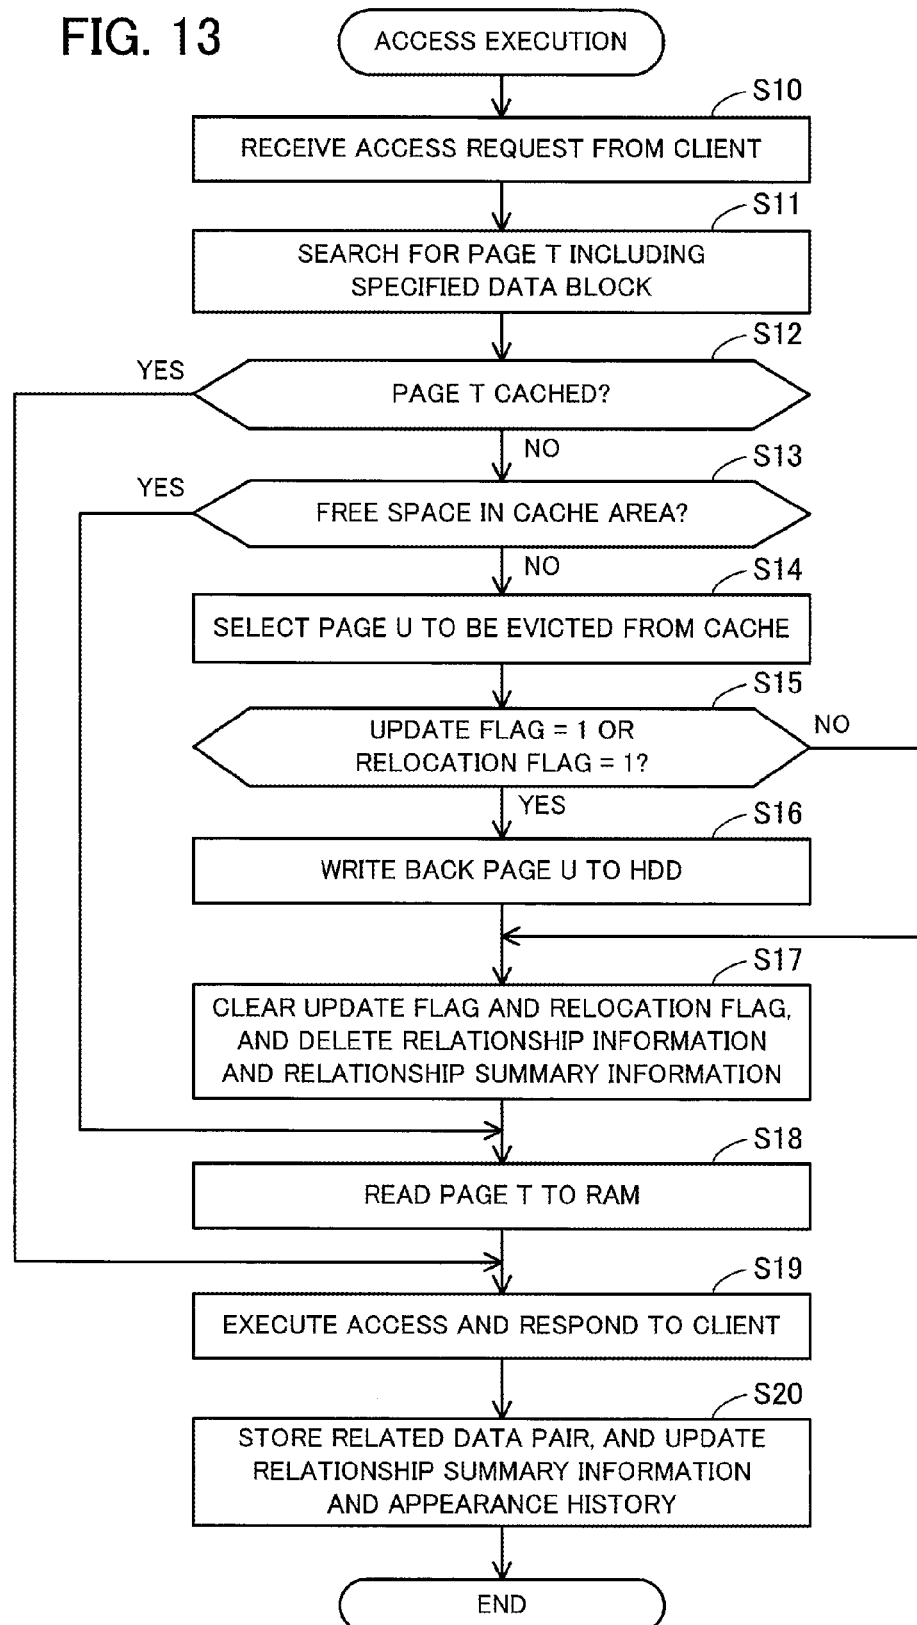 FIG. 13
ACCESS EXECUTION
S10
RECEIVE ACCESS REQUEST FROM CLIENT
S11
SEARCH FOR PAGE T INCLUDING
SPECIFIED DATA BLOCK
S12
YES
PAGE T CACHED?
NO
S13
YES
FREE SPACE IN CACHE AREA?
NO
S14
SELECT PAGE U TO BE EVICTED FROM CACHE
S15
UPDATE FLAG = 1 OR
RELOCATION FLAG = 1?
NO
YES
S16
WRITE BACK PAGE U TO HDD
S17
CLEAR UPDATE FLAG AND RELOCATION FLAG,
AND DELETE RELATIONSHIP INFORMATION
AND RELATIONSHIP SUMMARY INFORMATION
S18
READ PAGE T TO RAM
S19
EXECUTE ACCESS AND RESPOND TO CLIENT
S20
STORE RELATED DATA PAIR, AND UPDATE
RELATIONSHIP SUMMARY INFORMATION
AND APPEARANCE HISTORY
END